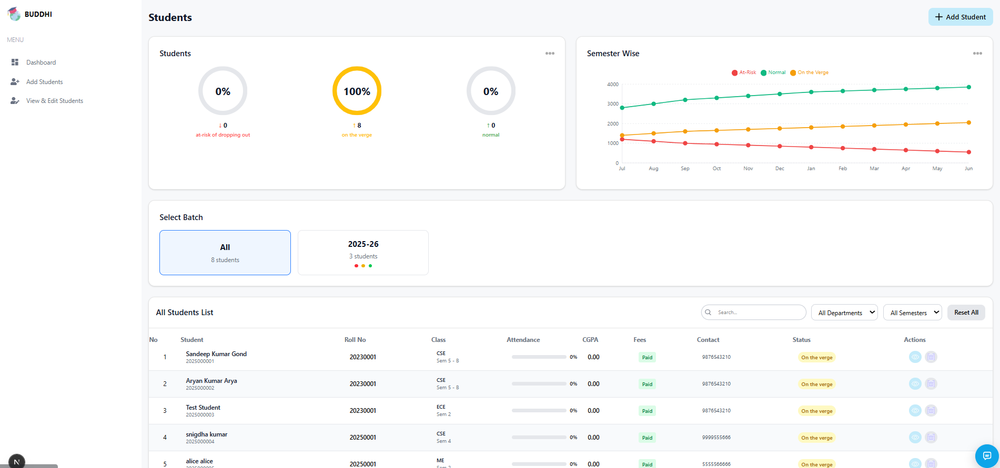 BUDDHI
MENU
Dashboard
Add Students
View & Edit Students
Students
+ Add Student
Students
0%
↓ 0
at-risk of dropping out
100%
↑ 8
on the verge
0%
↑ 0
normal
Semester Wise
At-Risk Normal On the Verge
4000
3000
2000
1000
0
Jul Aug Sep Oct Nov Dec Jan Feb Mar Apr May Jun
Select Batch
All
8 students
2025-26
3 students
All Students List
Search...
All Departments
All Semesters
Reset All
No Student Roll No Class Attendance CGPA Fees Contact Status Actions
1 Sandeep Kumar Gond 20230001 CSE 0% 0.00 Paid 9876543210 On the verge
2025000001 Sem 5 - B
2 Aryan Kumar Arya 20230001 CSE 0% 0.00 Paid 9876543210 On the verge
2025000002 Sem 5 - B
3 Test Student 20230001 ECE 0% 0.00 Paid 9876543210 On the verge
2025000003 Sem 2
4 snigdha kumar 20250001 CSE 0% 0.00 Paid 9999555666 On the verge
2025000004 Sem 4
5 alice alice 20250001 ME 0% 0.00 Paid 5555566666 On the verge
N